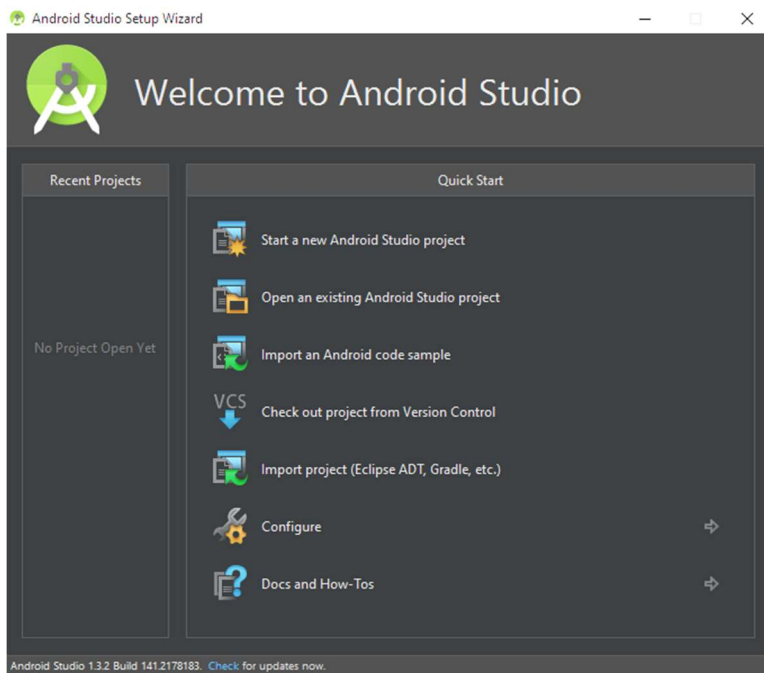 Android Studio Setup Wizard
Welcome to Android Studio
Recent Projects
No Project Open Yet
Quick Start
Start a new Android Studio project
Open an existing Android Studio project
Import an Android code sample
VCS
Check out project from Version Control
Import project (Eclipse ADT, Gradle, etc.)
Configure
Docs and How-Tos
Android Studio 1.3.2 Build 141.2178183. Check for updates now.